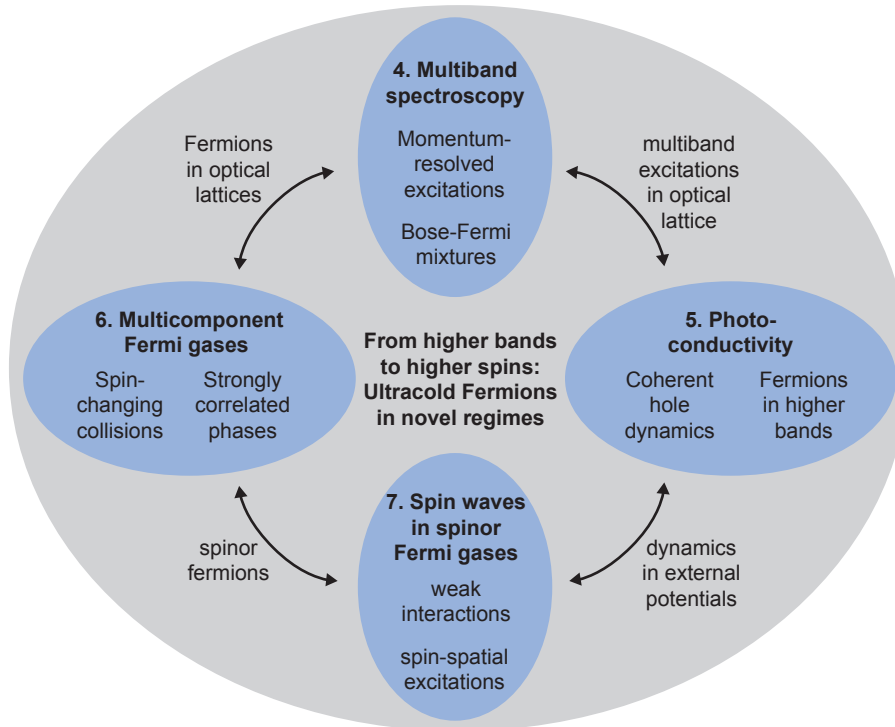 4. Multiband
spectroscopy
Momentum-
resolved
excitations
Bose-Fermi
mixtures
Fermions
in optical
lattices
multiband
excitations
in optical
lattice
6. Multicomponent
Fermi gases
Spin-
changing
collisions
Strongly
correlated
phases
From higher bands
to higher spins:
Ultracold Fermions
in novel regimes
5. Photo-
conductivity
Coherent
hole
dynamics
Fermions
in higher
bands
7. Spin waves
in spinor
Fermi gases
weak
interactions
spin-spatial
excitations
spinor
fermions
dynamics
in external
potentials